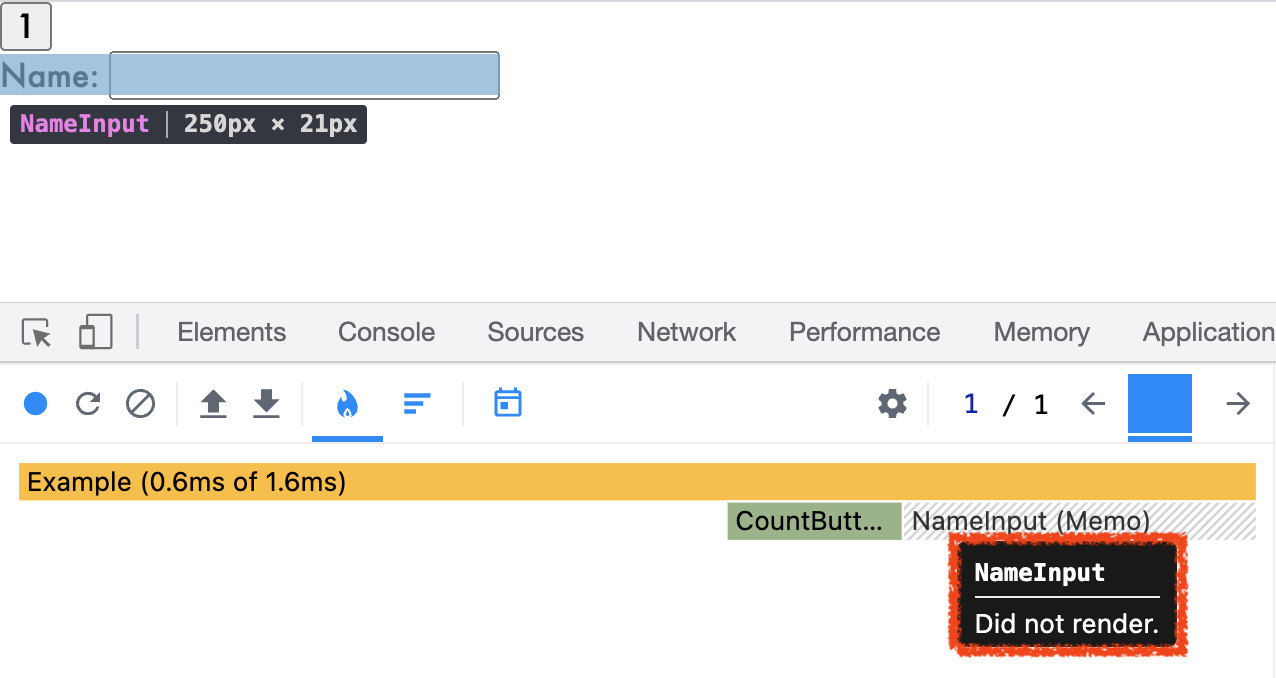 1
Name:
NameInput | 250px × 21px
Elements Console Sources Network Performance Memory Application
1 / 1
Example (0.6ms of 1.6ms)
CountButt... NameInput (Memo)
NameInput
Did not render.